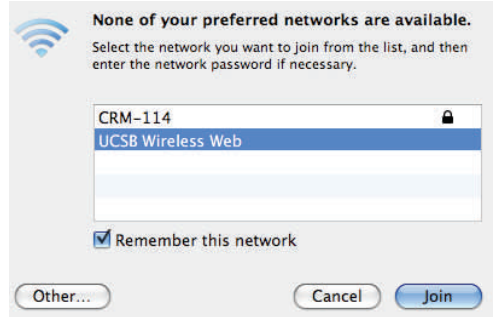 None of your preferred networks are available.
Select the network you want to join from the list, and then
enter the network password if necessary.
CRM-114
UCSB Wireless Web
Remember this network
Other...
Cancel
Join